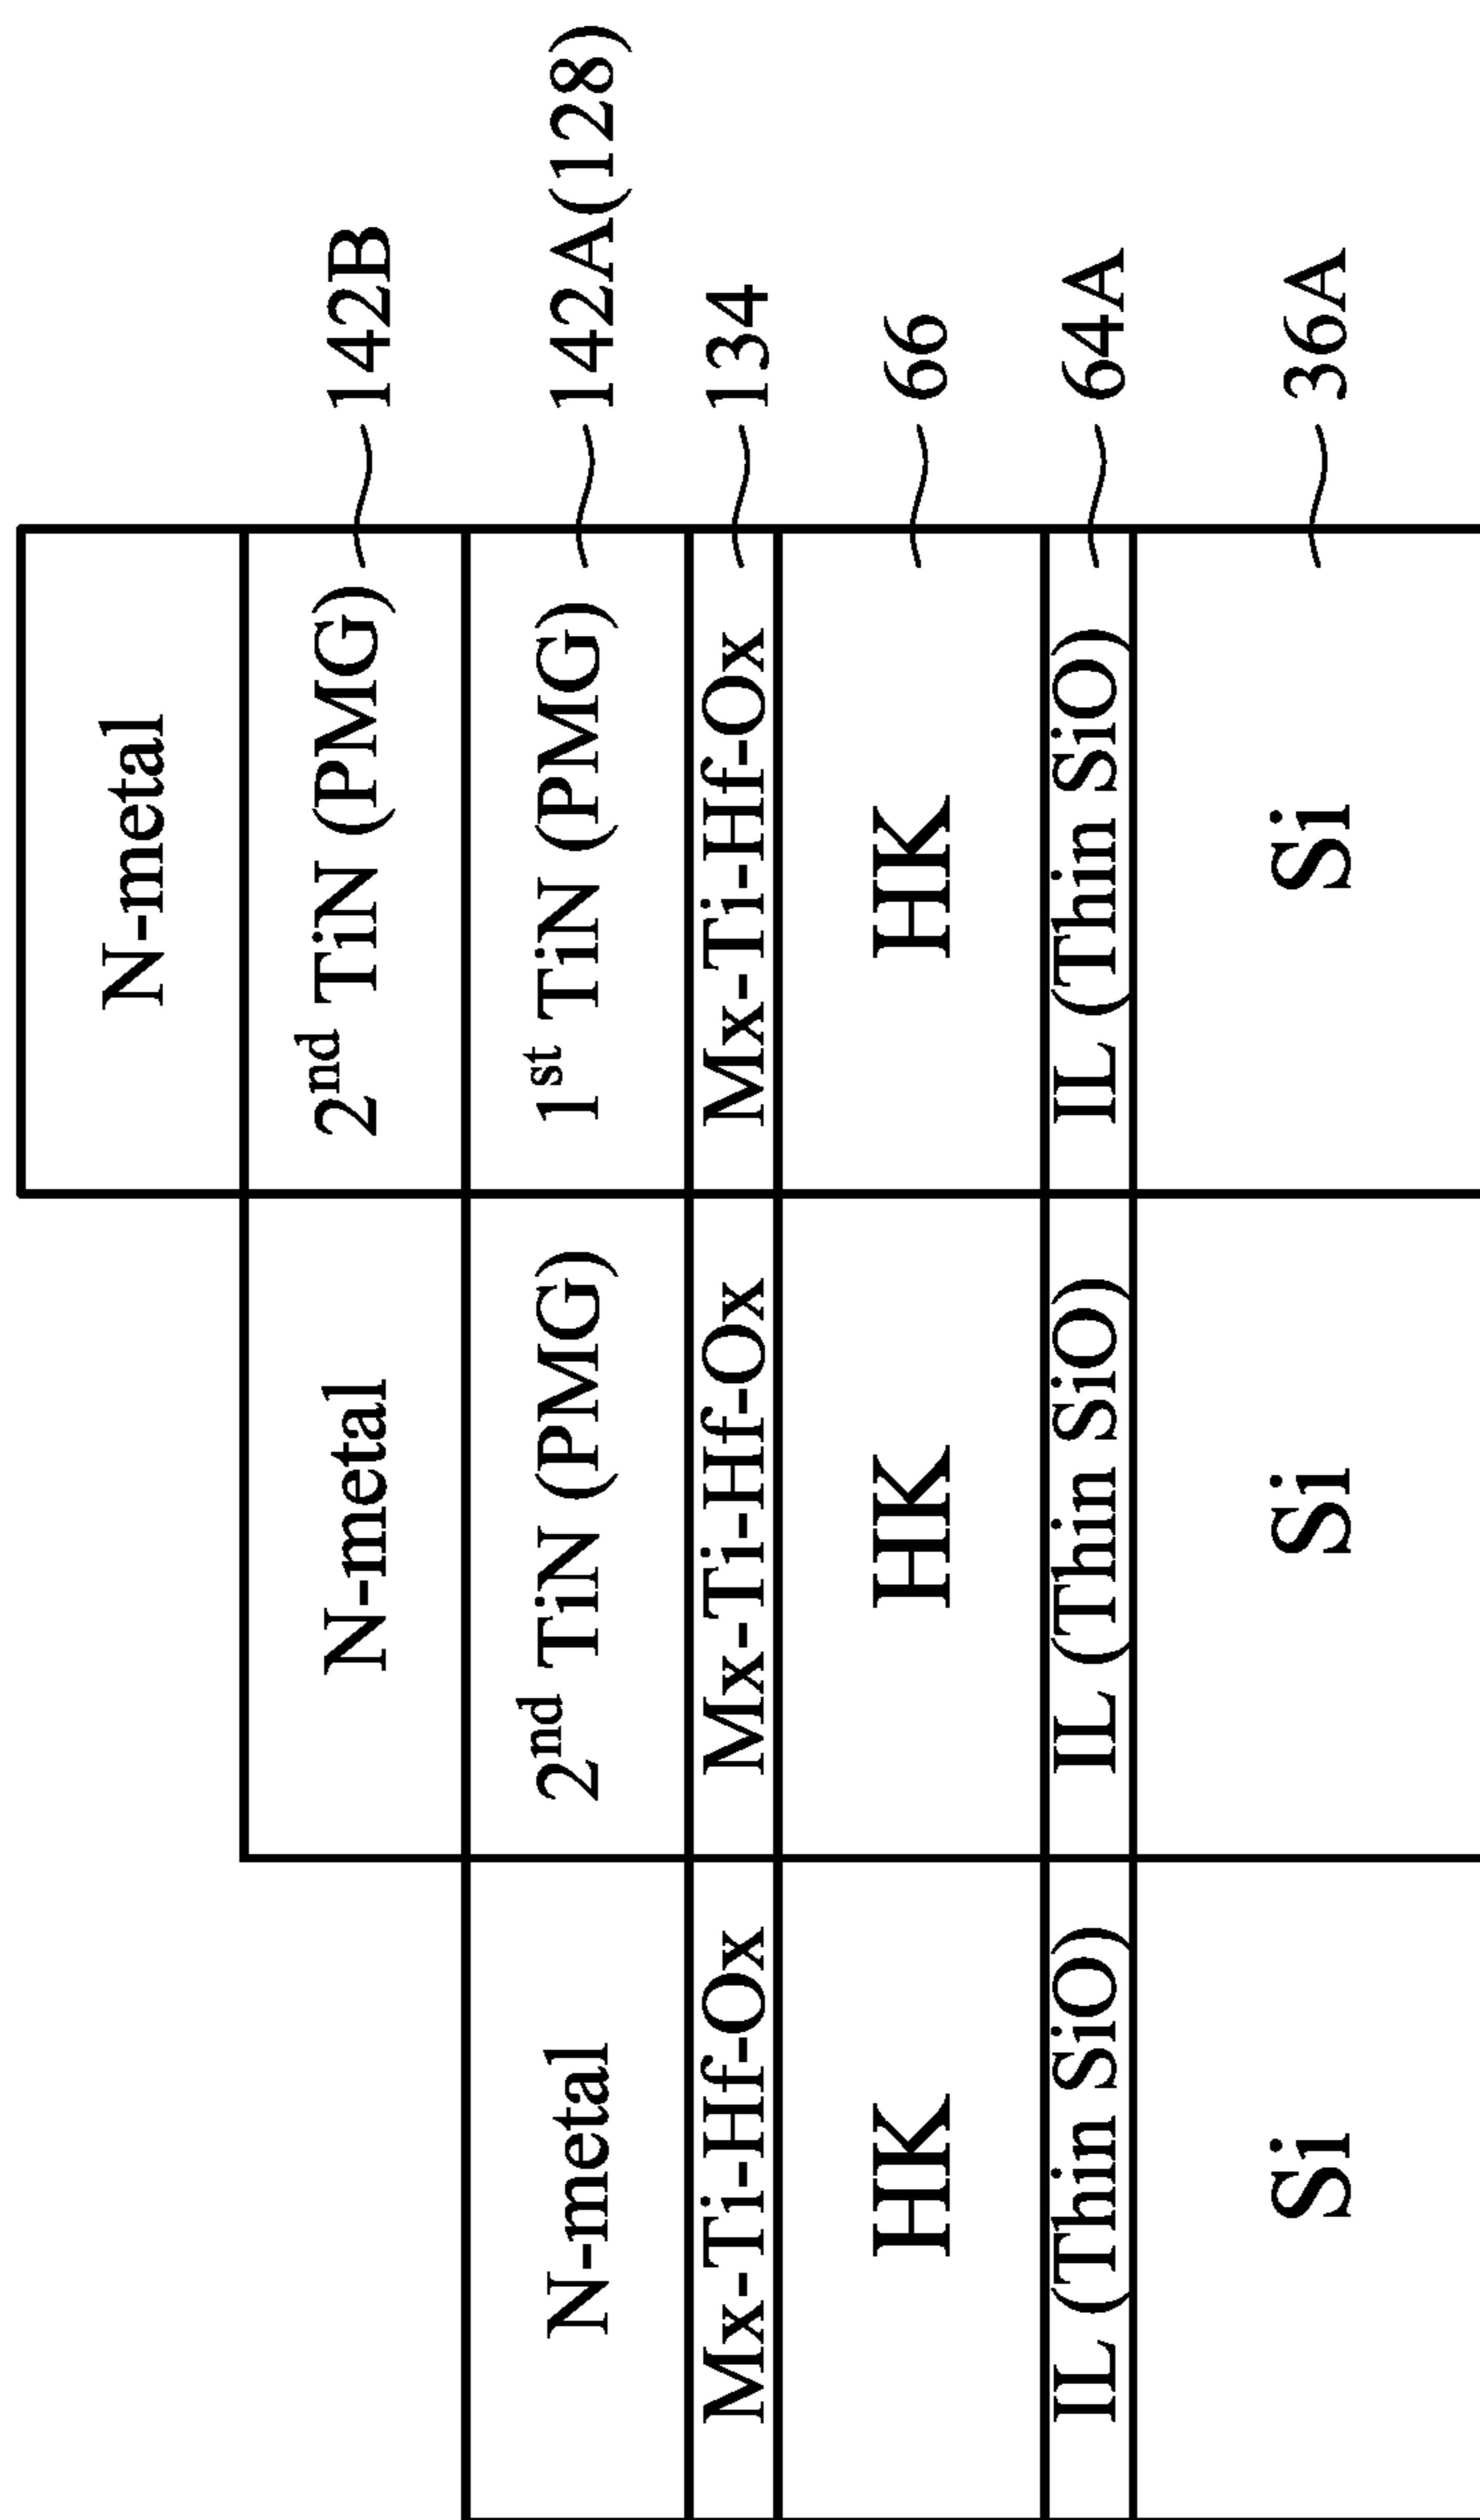 N-metal
N-metal 2nd TiN (PMG) 142B
N-metal 2nd TiN (PMG) 1st TiN (PMG) 142A(128)
Mx-Ti-Hf-Ox Mx-Ti-Hf-Ox Mx-Ti-Hf-Ox 134
HK HK HK 66
IL (Thin SiO) IL (Thin SiO) IL (Thin SiO) 64A
Si Si Si 36A